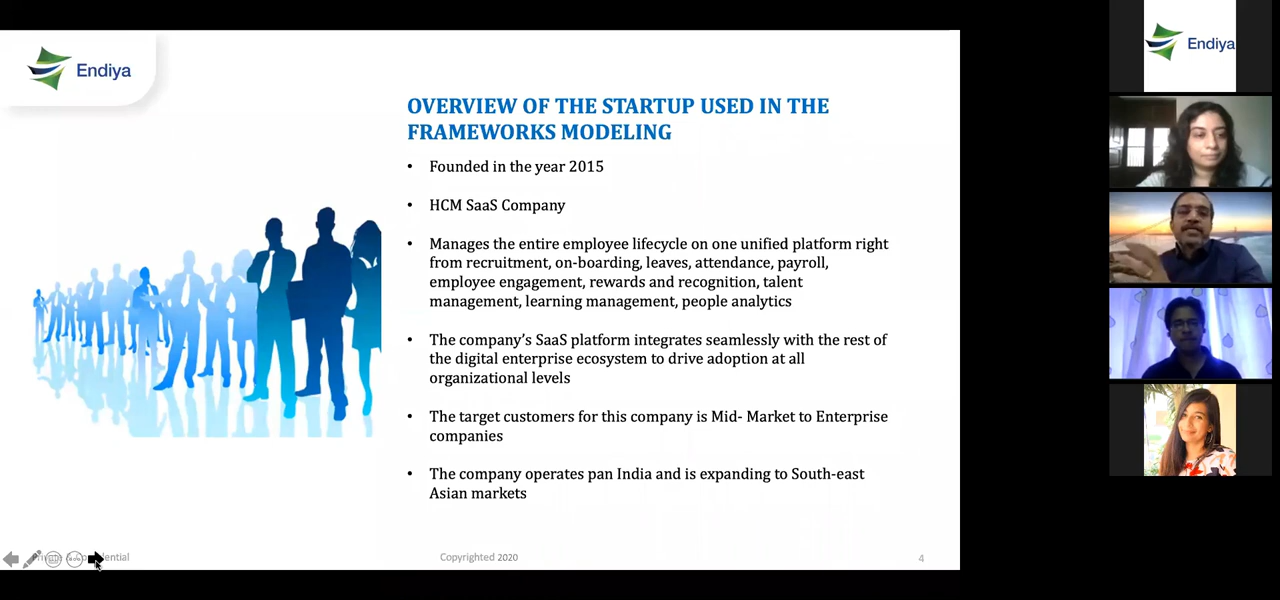 Endiya
OVERVIEW OF THE STARTUP USED IN THE
FRAMEWORKS MODELING
• Founded in the year 2015
• HCM SaaS Company
• Manages the entire employee lifecycle on one unified platform right
from recruitment, on-boarding, leaves, attendance, payroll,
employee engagement, rewards and recognition, talent
management, learning management, people analytics
• The company’s SaaS platform integrates seamlessly with the rest of
the digital enterprise ecosystem to drive adoption at all
organizational levels
• The target customers for this company is Mid- Market to Enterprise
companies
• The company operates pan India and is expanding to South-east
Asian markets
Copyrighted 2020
4
Endiya